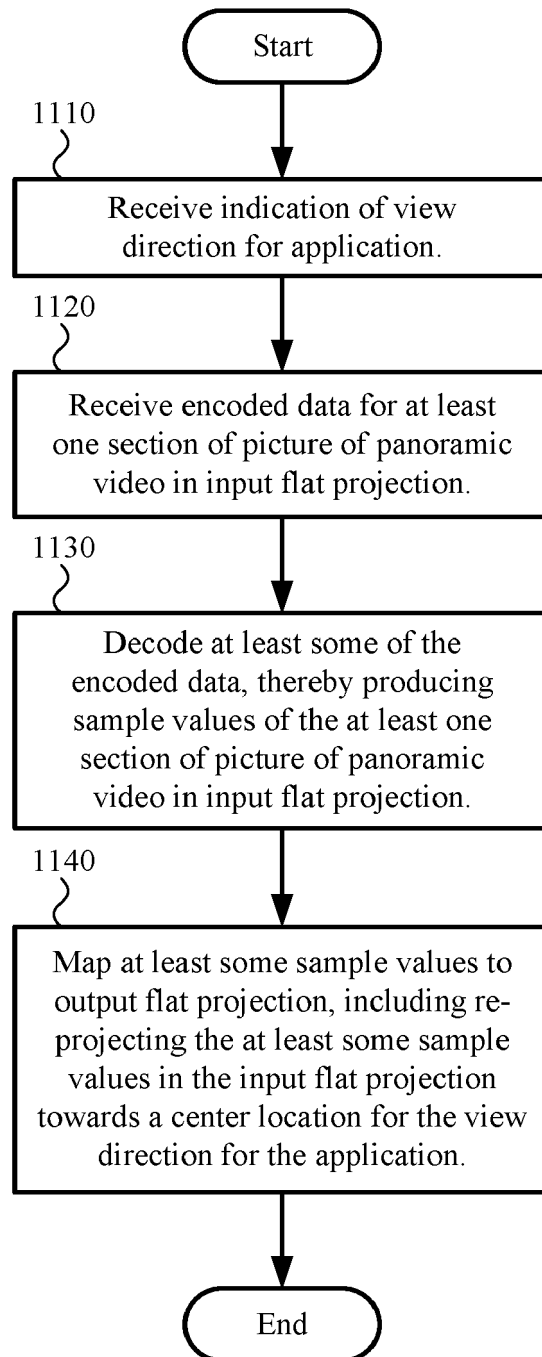 Start
1110
Receive indication of view
direction for application.
1120
Receive encoded data for at least
one section of picture of panoramic
video in input flat projection.
1130
Decode at least some of the
encoded data, thereby producing
sample values of the at least one
section of picture of panoramic
video in input flat projection.
1140
Map at least some sample values to
output flat projection, including re-
projecting the at least some sample
values in the input flat projection
towards a center location for the view
direction for the application.
End